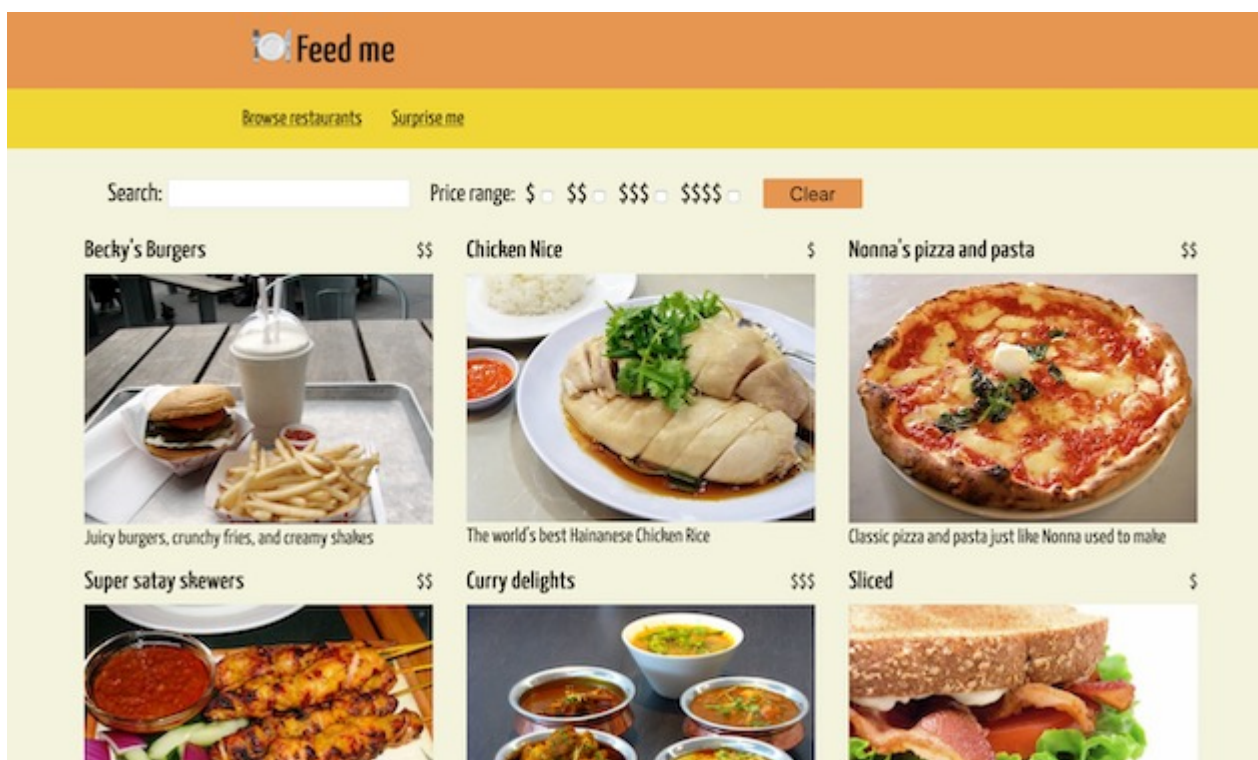 Feed me
Browse restaurants Surprise me
Search: Price range: $ $$ $$$ $$$$ Clear
Becky's Burgers $$ Chicken Nice $ Nonna's pizza and pasta $$
Juicy burgers, crunchy fries, and creamy shakes The world's best Hainanese Chicken Rice Classic pizza and pasta just like Nonna used to make
Super satay skewers $$ Curry delights $$$ Sliced $